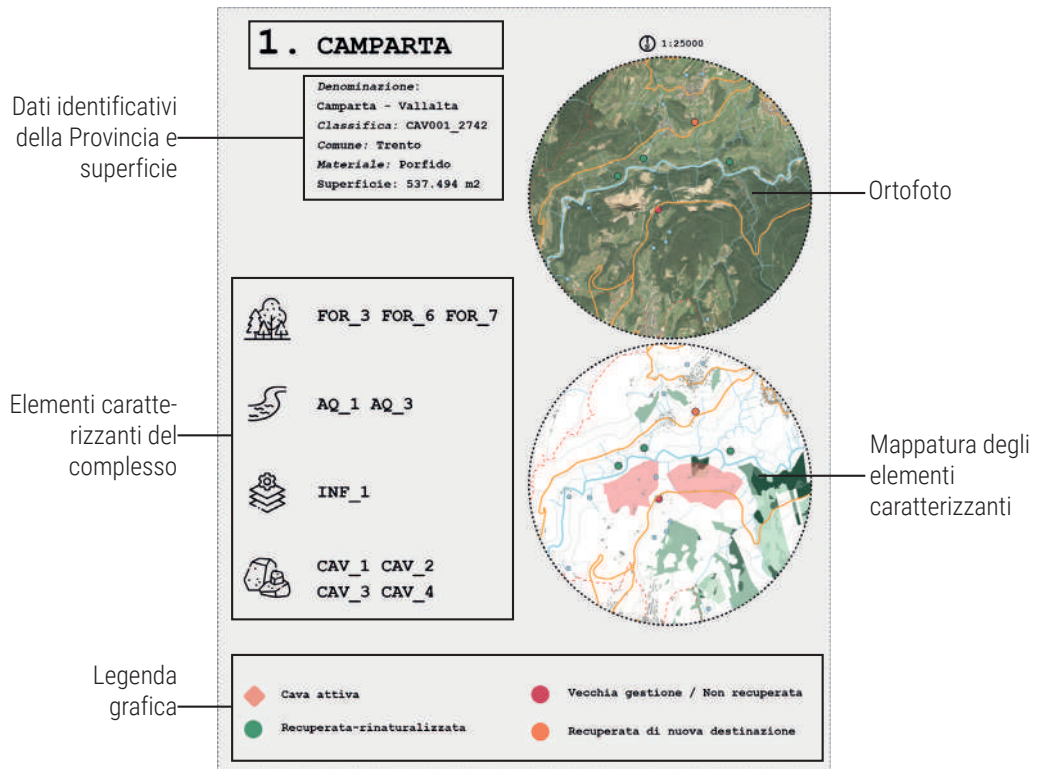 1. CAMPARTA
1:25000
Denominazione:
Camparta - Vallalta
Classifica: CAV001_2742
Comune: Trento
Materiale: Porfido
Superficie: 537.494 m2
Dati identificativi
della Provincia e
superficie
Ortofoto
FOR_3 FOR_6 FOR_7
AQ_1 AQ_3
INF_1
CAV_1 CAV_2
CAV_3 CAV_4
Elementi caratte-
rizzanti del
complesso
Mappatura degli
elementi
caratterizzanti
Legenda
grafica
Cava attiva
Recuperata-rinaturalizzata
Vecchia gestione / Non recuperata
Recuperata di nuova destinazione